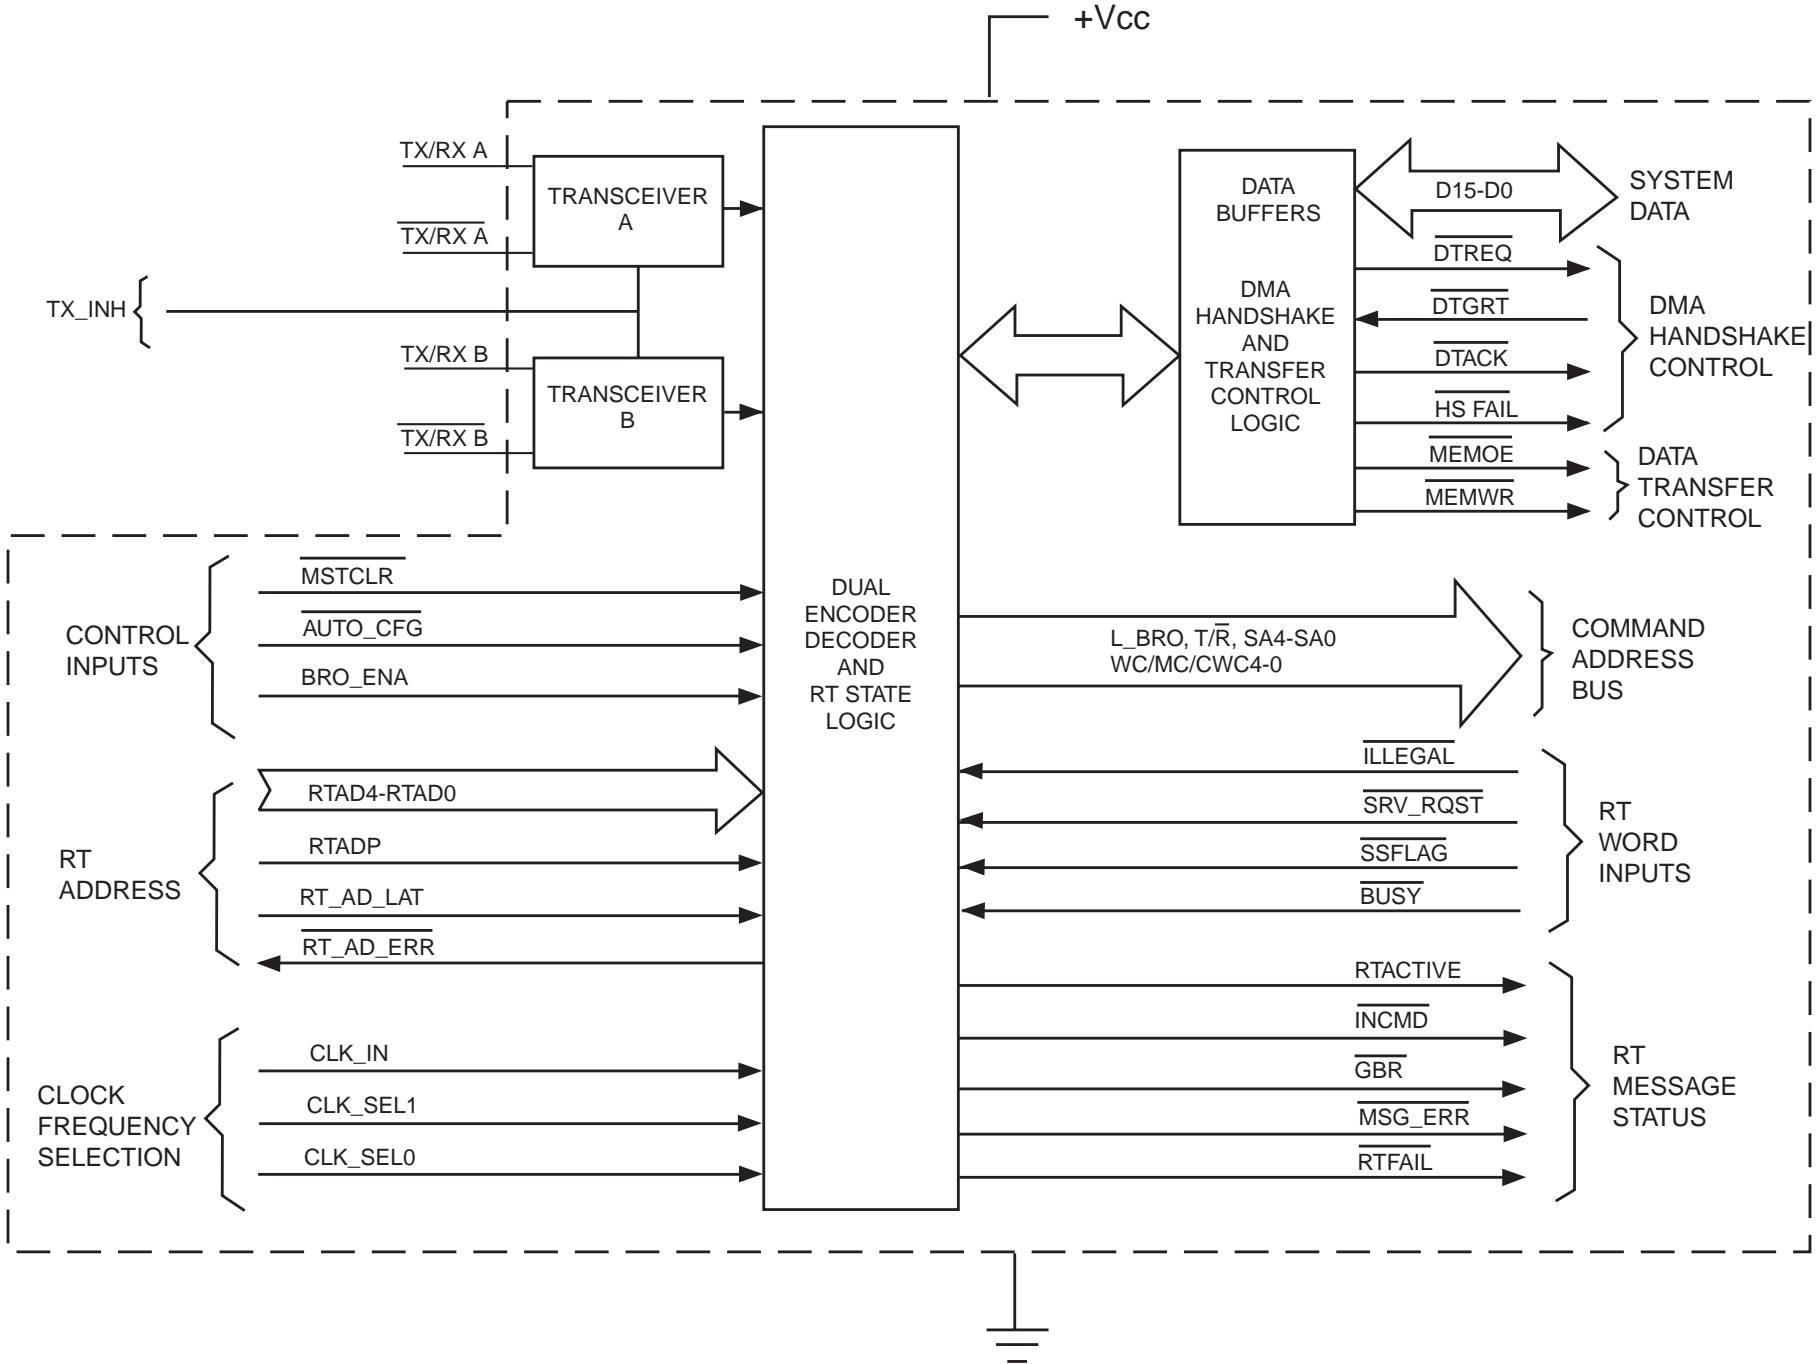 +Vcc
TX/RX A
TX/RX A
TX_INH
TX/RX B
TX/RX B
TRANSCEIVER
A
TRANSCEIVER
B
DATA
BUFFERS
DMA
HANDSHAKE
AND
TRANSFER
CONTROL
LOGIC
D15-D0
SYSTEM
DATA
DTREQ
DTGRT
DTACK
HS FAIL
DMA
HANDSHAKE
CONTROL
MEMOE
MEMWR
DATA
TRANSFER
CONTROL
CONTROL
INPUTS
MSTCLR
AUTO_CFG
BRO_ENA
DUAL
ENCODER
DECODER
AND
RT STATE
LOGIC
L_BRO, T/R̅, SA4-SA0
WC/MC/CWC4-0
COMMAND
ADDRESS
BUS
RT
ADDRESS
RTAD4-RTAD0
RTADP
RT_AD_LAT
RT_AD_ERR
ILLEGAL
SRV_RQST
SSFLAG
BUSY
RT
WORD
INPUTS
CLOCK
FREQUENCY
SELECTION
CLK_IN
CLK_SEL1
CLK_SEL0
RTACTIVE
INCMD
GBR
MSG_ERR
RTFAIL
RT
MESSAGE
STATUS